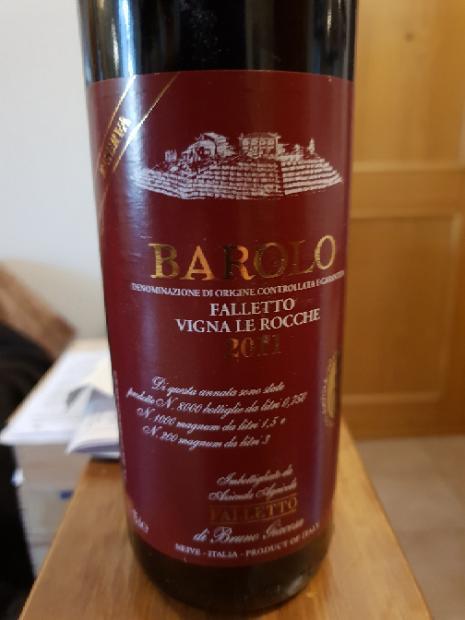 RISERVA
BAROLO
DENOMINAZIONE DI ORIGINE CONTROLLATA E GARANTITA
FALLETTO
VIGNA LE ROCCHE
2011
Di questa annata sono state
prodotte N. 8000 bottiglie da litri 0,750
N. 1000 magnum da litri 1,5 e
N. 200 magnum da litri 3
Imbottigliato da
Azienda Agricola
FALLETTO
di Bruno Giacosa
NEIVE - ITALIA - PRODUCT OF ITALY